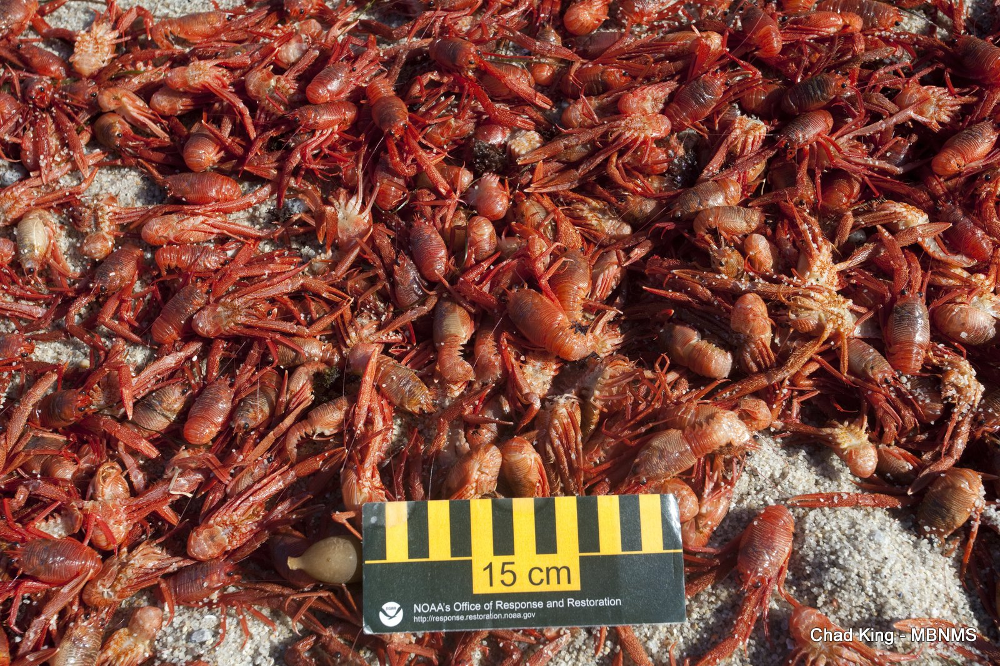 15 cm
NOAA
NOAA's Office of Response and Restoration
http://response.restoration.noaa.gov
Chad King - MBNMS